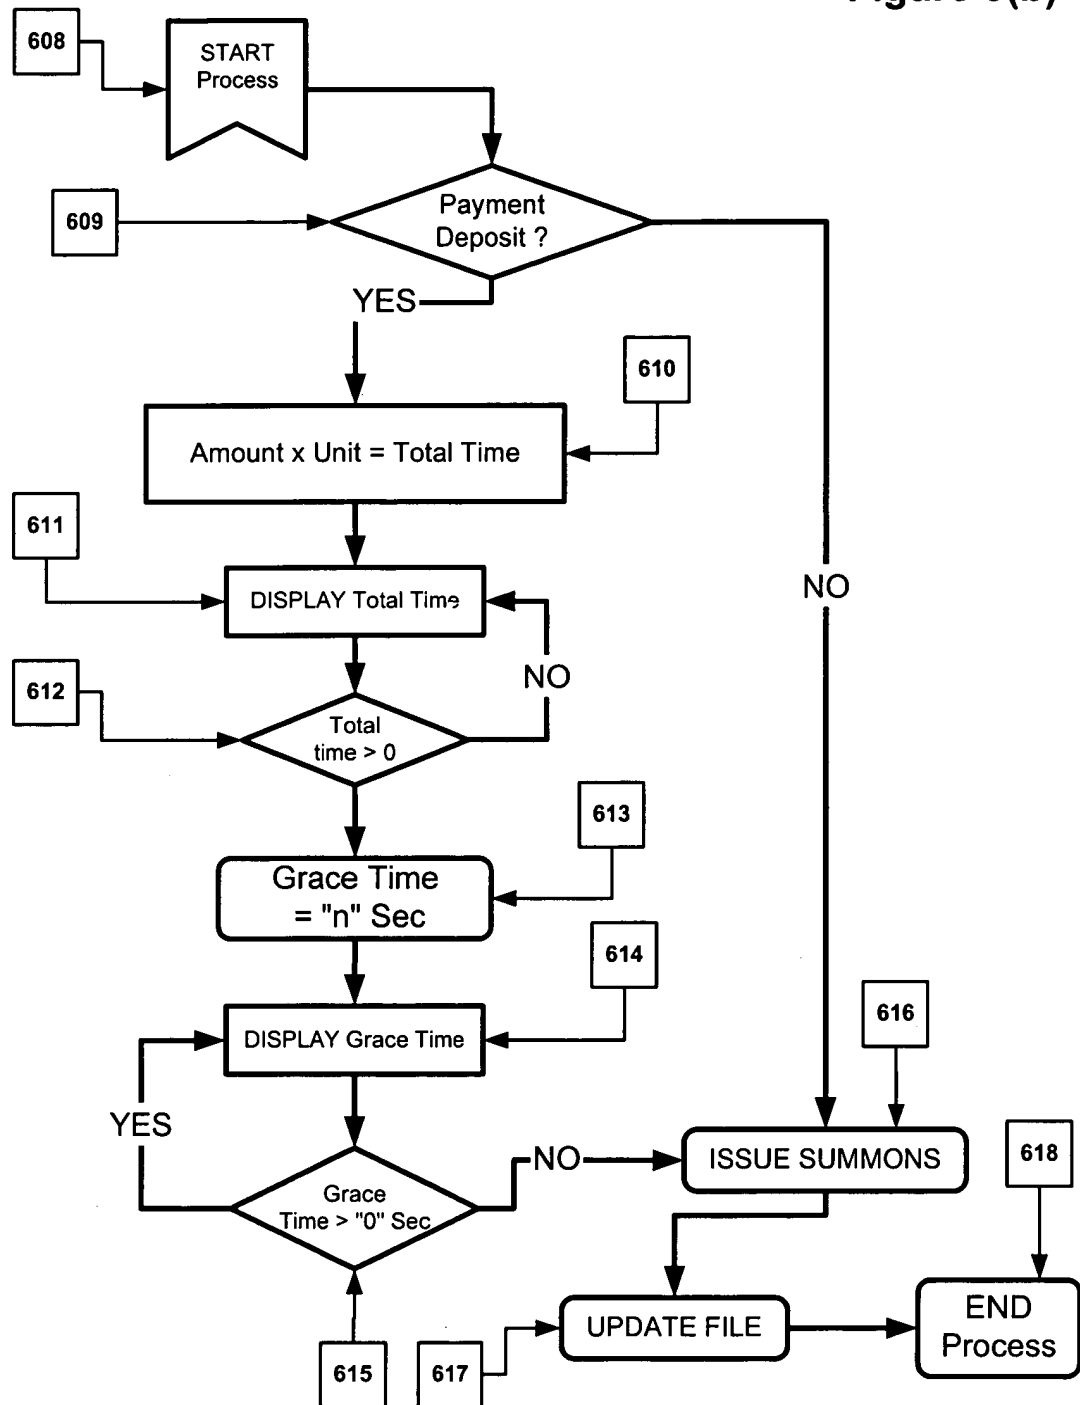 608
START
Process
609
Payment
Deposit ?
YES
610
Amount x Unit = Total Time
611
DISPLAY Total Time
NO
NO
612
Total
time > 0
613
Grace Time
= "n" Sec
614
DISPLAY Grace Time
616
YES
ISSUE SUMMONS
618
NO
Grace
Time > "0" Sec
UPDATE FILE
END
Process
615
617